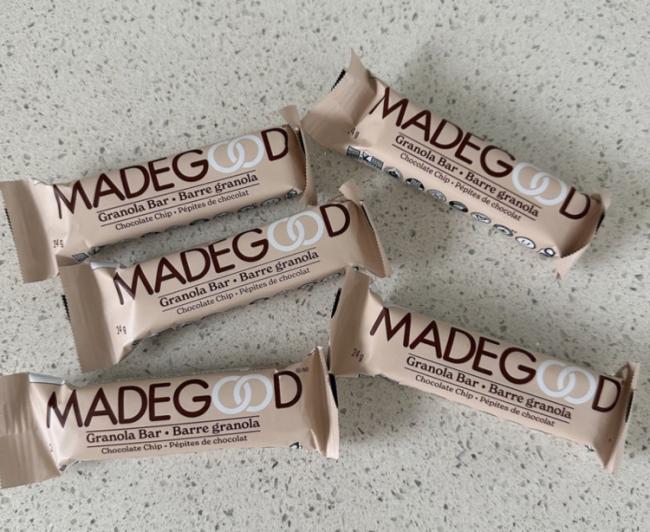 MADEGOOD
Granola Bar • Barre granola
Chocolate Chip • Pépites de chocolat
24 g
MADEGOOD
Granola Bar • Barre granola
Chocolate Chip • Pépites de chocolat
24 g
MADEGOOD
Granola Bar • Barre granola
Chocolate Chip • Pépites de chocolat
24 g
MADEGOOD
Granola Bar • Barre granola
Chocolate Chip • Pépites de chocolat
24 g
MADEGOOD
Granola Bar • Barre granola
Chocolate Chip • Pépites de chocolat